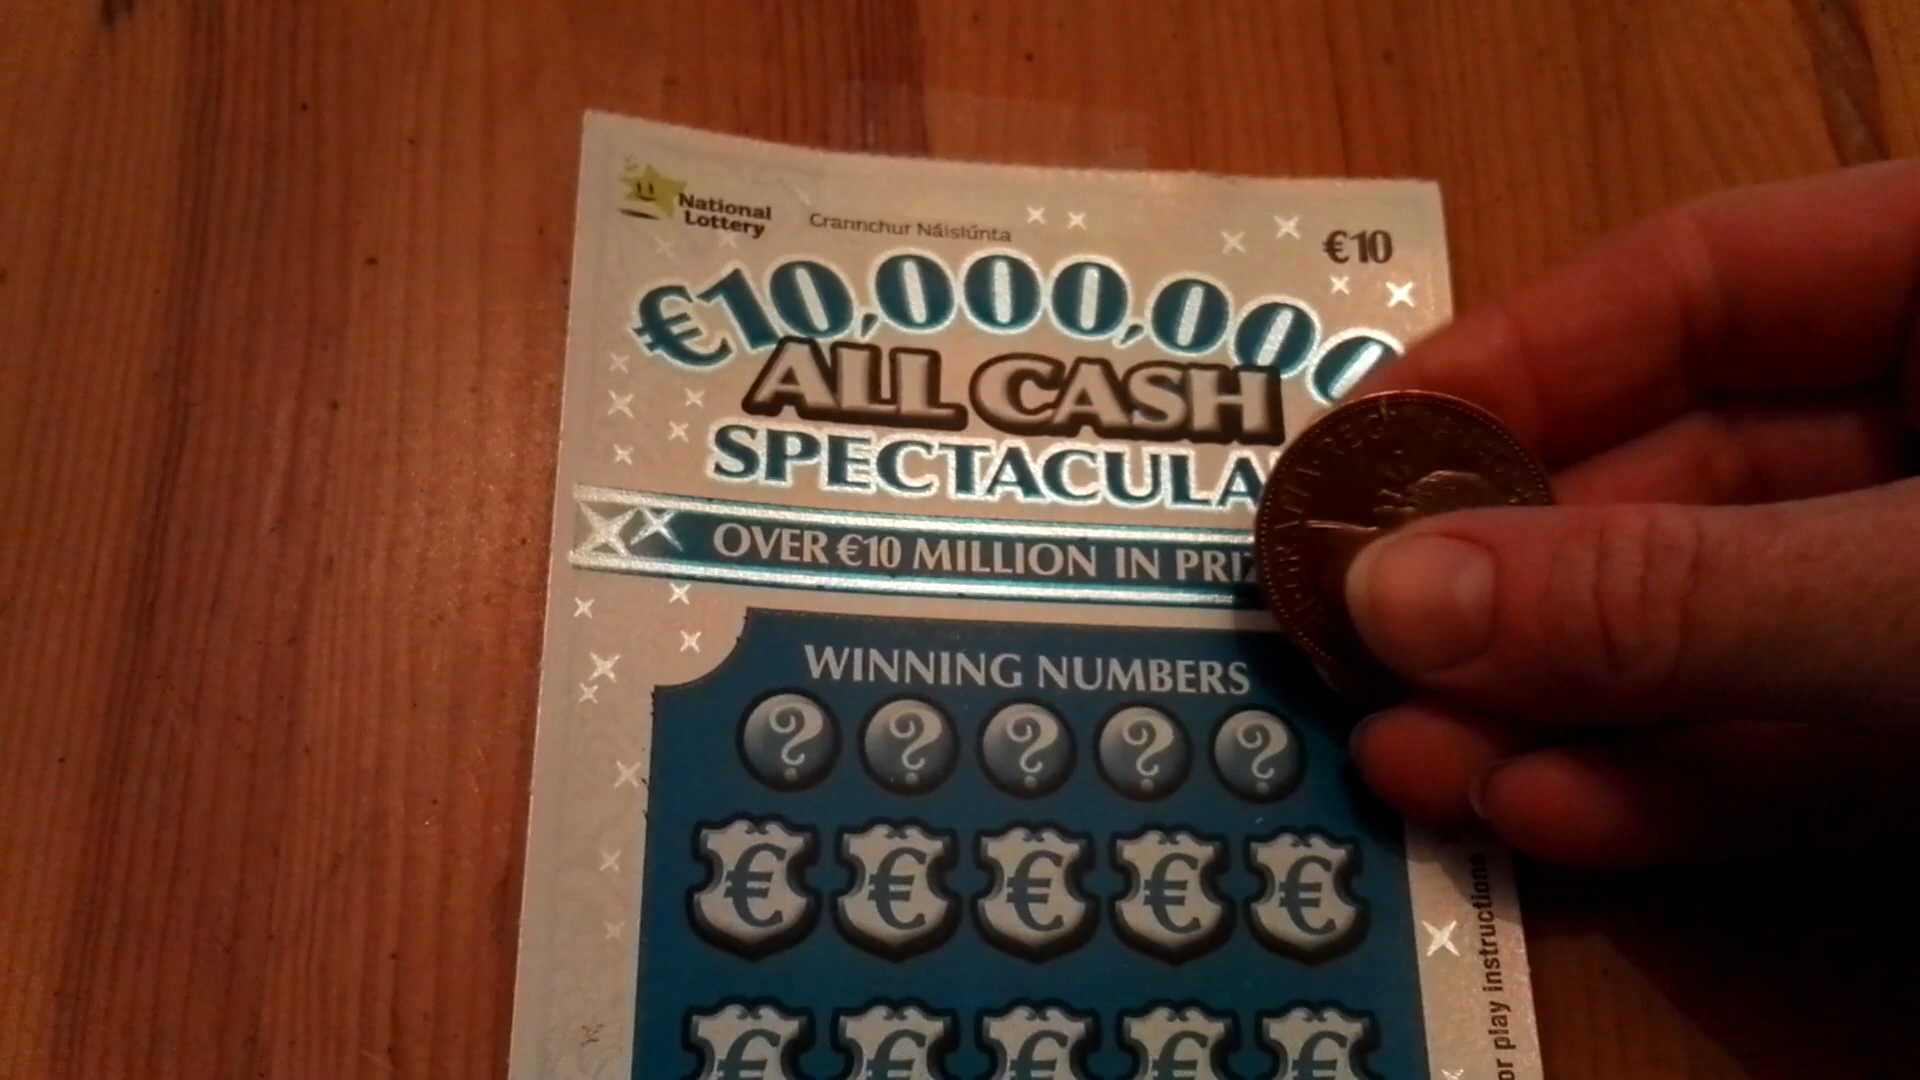 National
Lottery
Crannchur Náisiúnta
€10
€10,000,000
ALL CASH
SPECTACULA
OVER €10 MILLION IN PRIZ
WINNING NUMBERS
? ? ? ? ?
€ € € € €
€ € € € €
or play instructions